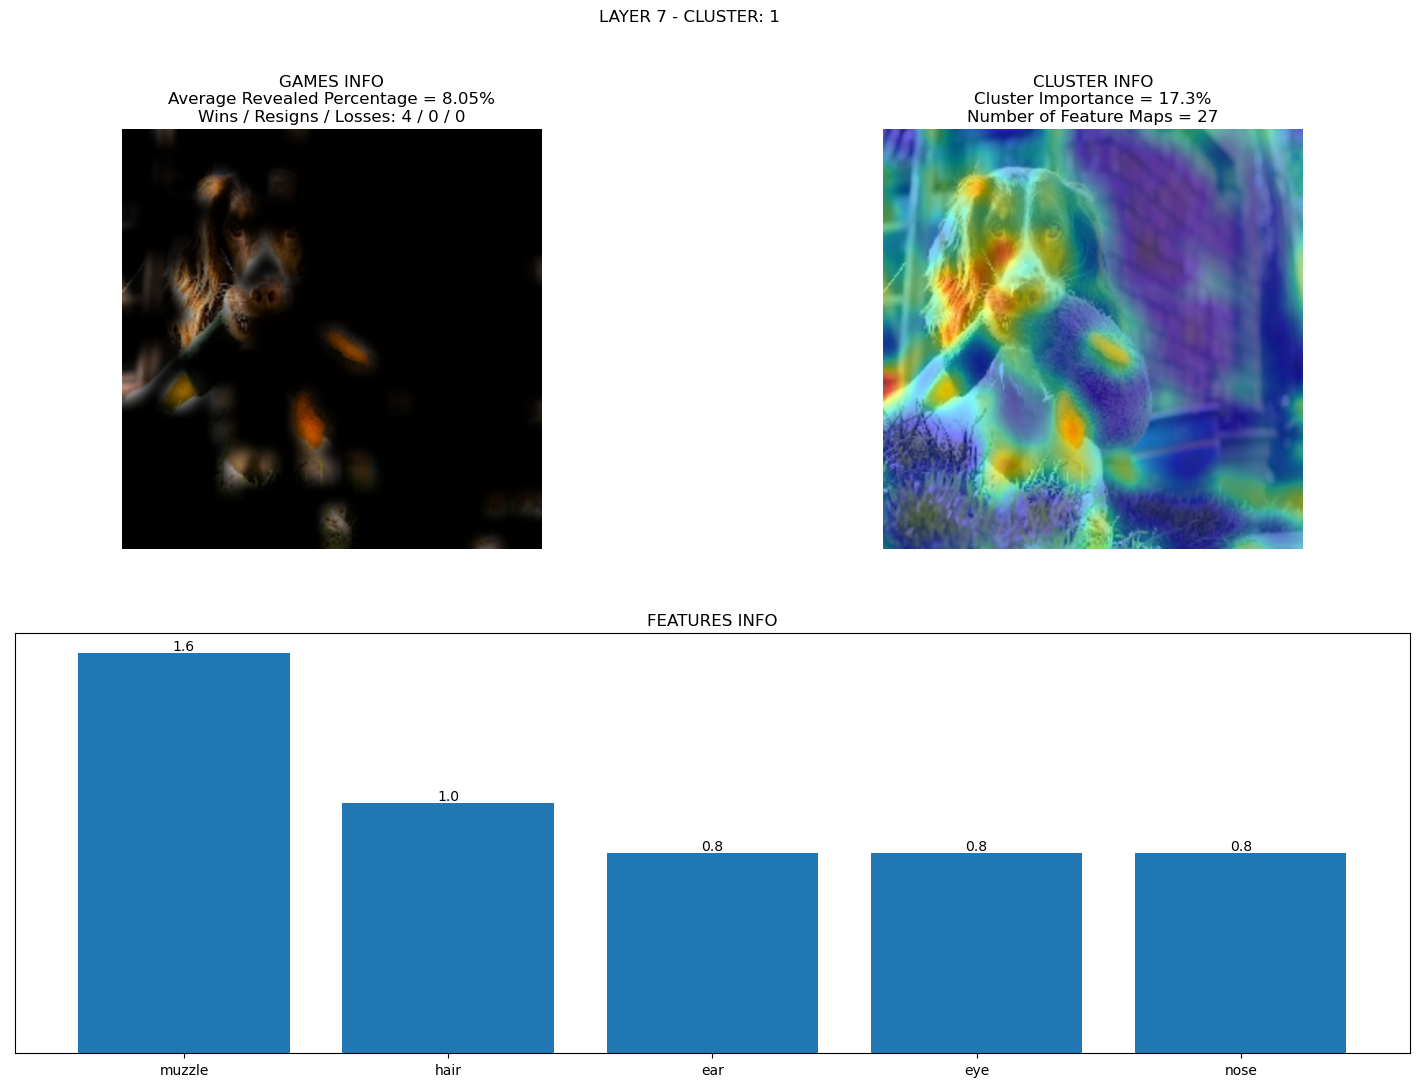 LAYER 7 - CLUSTER: 1
GAMES INFO
Average Revealed Percentage = 8.05%
Wins / Resigns / Losses: 4 / 0 / 0
CLUSTER INFO
Cluster Importance = 17.3%
Number of Feature Maps = 27
FEATURES INFO
1.6
1.0
0.8
0.8
0.8
muzzle
hair
ear
eye
nose